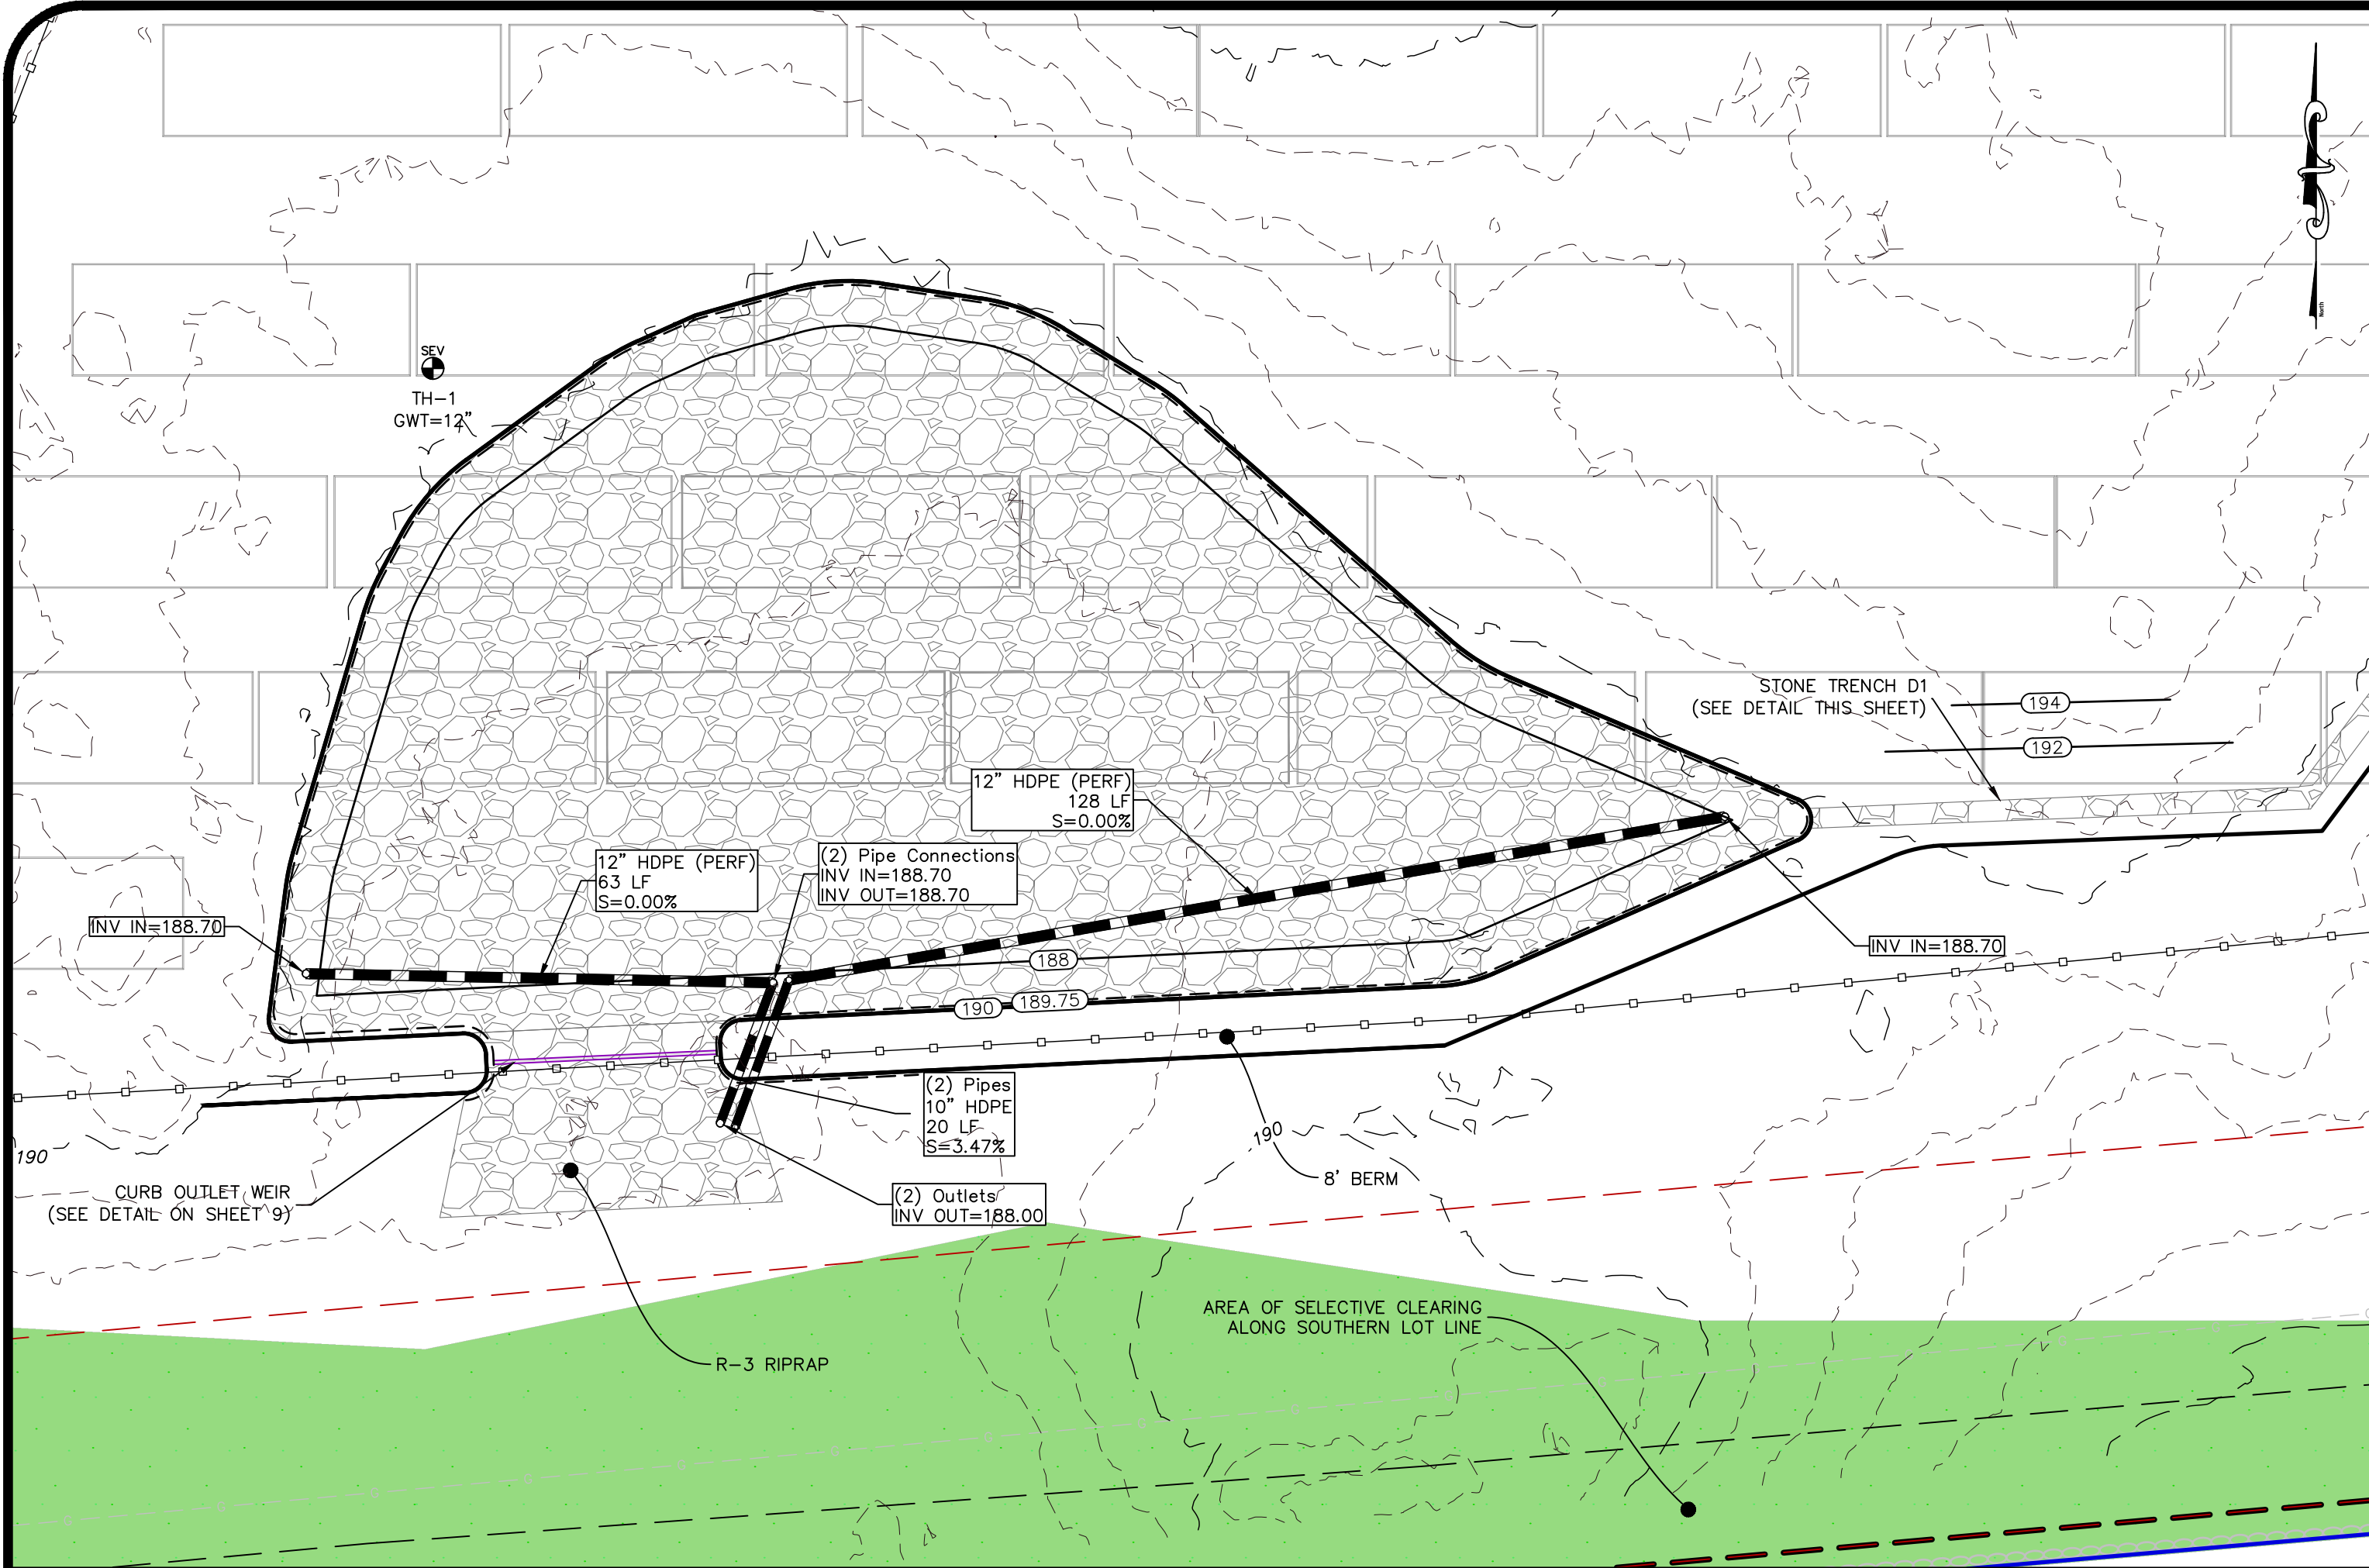 North
SEV
TH-1
GWT=12"
STONE TRENCH D1
(SEE DETAIL THIS SHEET)
194
192
12" HDPE (PERF)
128 LF
S=0.00%
12" HDPE (PERF)
63 LF
S=0.00%
(2) Pipe Connections
INV IN=188.70
INV OUT=188.70
INV IN=188.70
INV IN=188.70
188
190
189.75
(2) Pipes
10" HDPE
20 LF
S=3.47%
190
190
8' BERM
CURB OUTLET WEIR
(SEE DETAIL ON SHEET 9)
(2) Outlets
INV OUT=188.00
AREA OF SELECTIVE CLEARING
ALONG SOUTHERN LOT LINE
R-3 RIPRAP